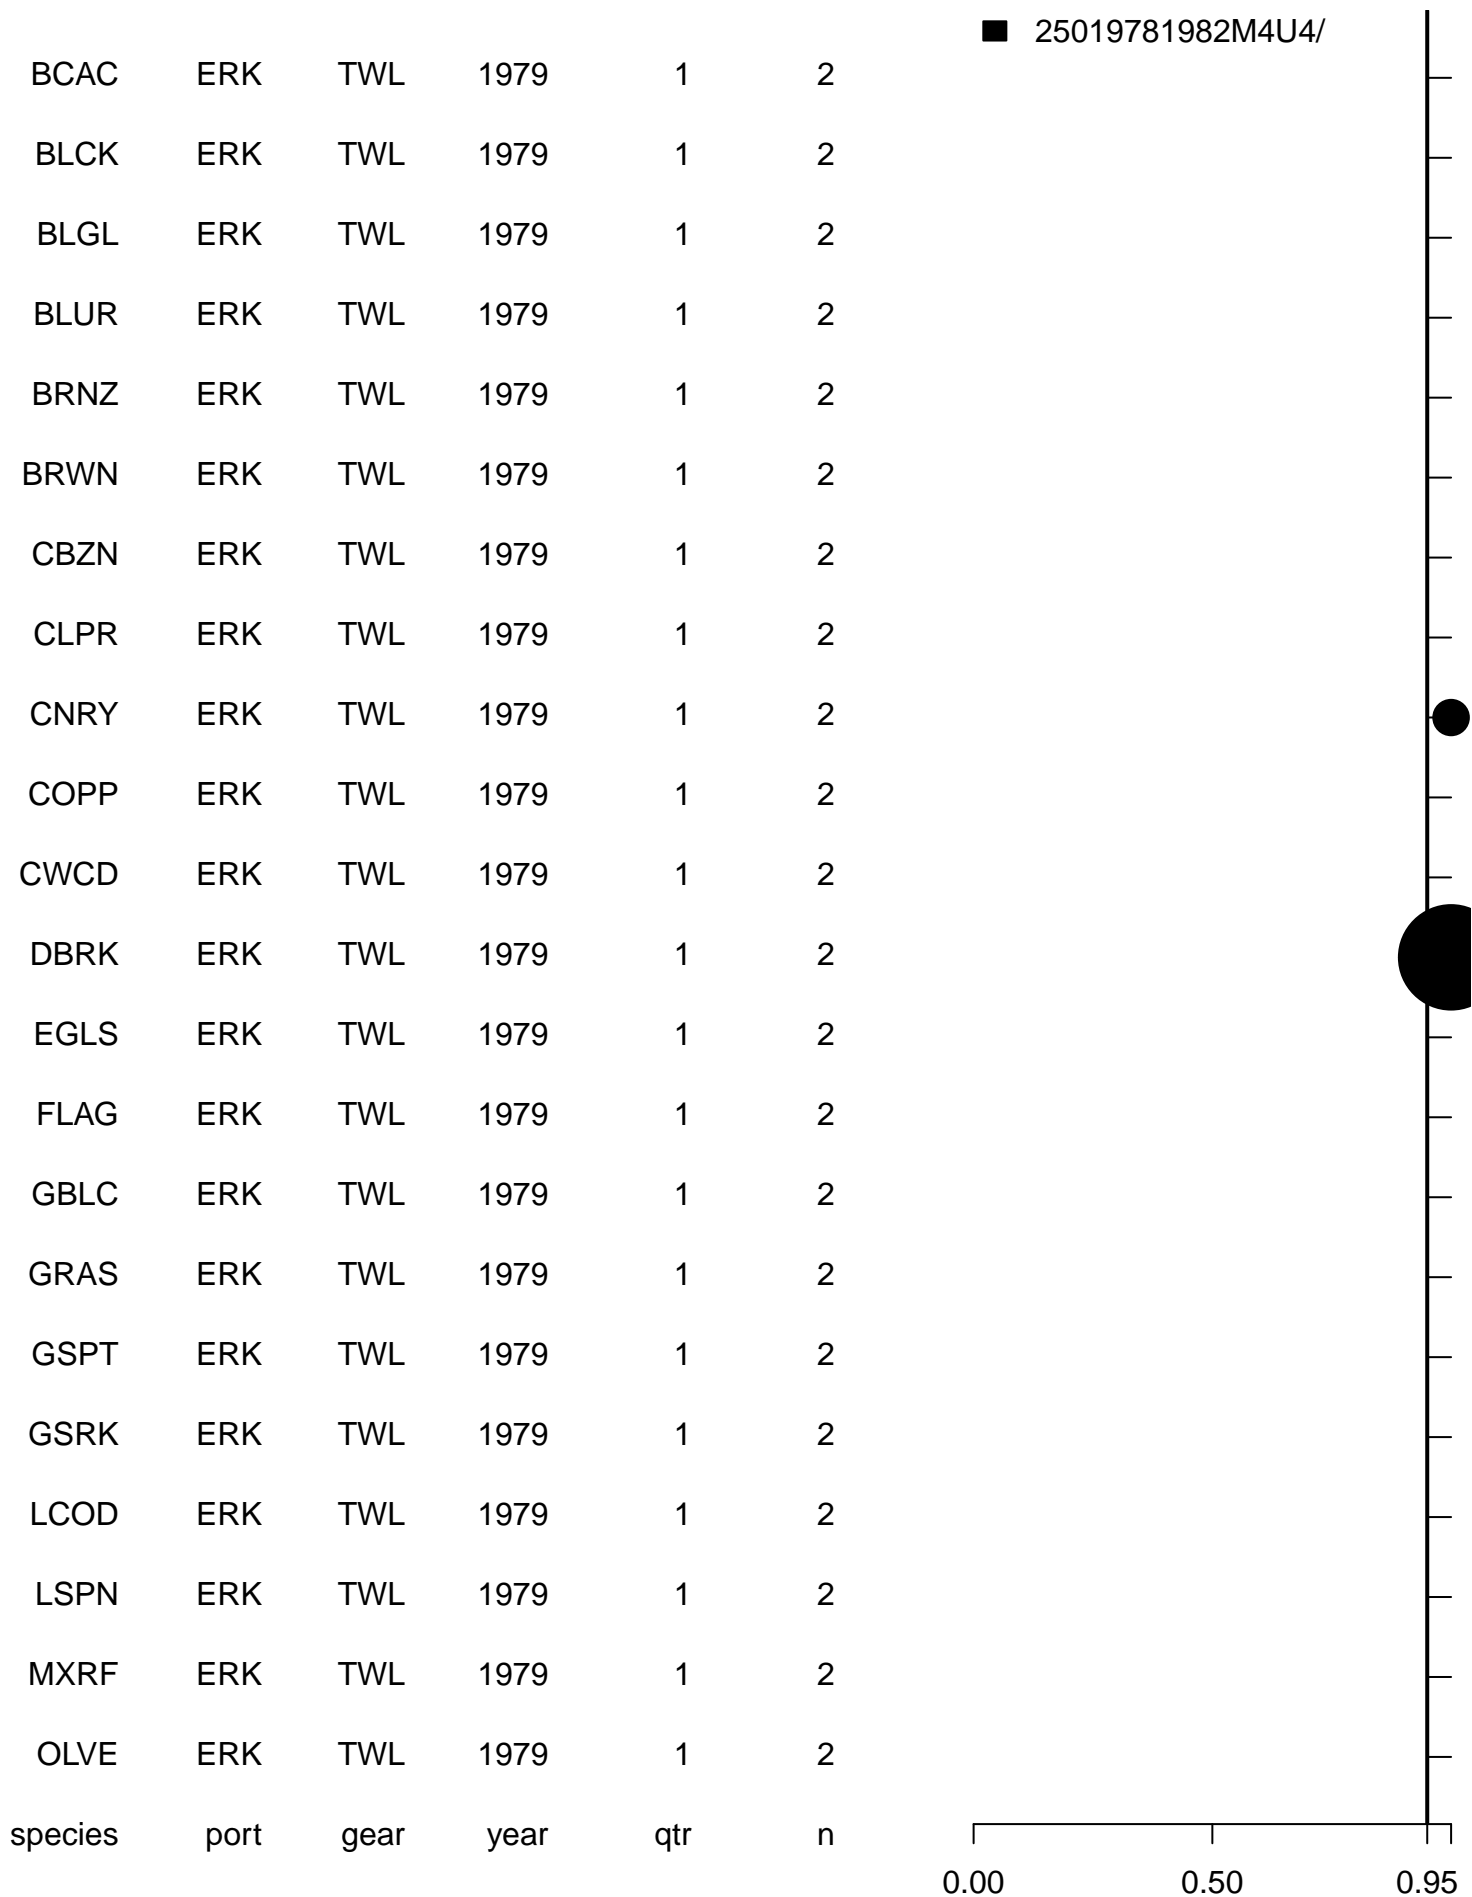 25019781982M4U4/
BCAC ERK TWL 1979 1 2
BLCK ERK TWL 1979 1 2
BLGL ERK TWL 1979 1 2
BLUR ERK TWL 1979 1 2
BRNZ ERK TWL 1979 1 2
BRWN ERK TWL 1979 1 2
CBZN ERK TWL 1979 1 2
CLPR ERK TWL 1979 1 2
CNRY ERK TWL 1979 1 2
COPP ERK TWL 1979 1 2
CWCD ERK TWL 1979 1 2
DBRK ERK TWL 1979 1 2
EGLS ERK TWL 1979 1 2
FLAG ERK TWL 1979 1 2
GBLC ERK TWL 1979 1 2
GRAS ERK TWL 1979 1 2
GSPT ERK TWL 1979 1 2
GSRK ERK TWL 1979 1 2
LCOD ERK TWL 1979 1 2
LSPN ERK TWL 1979 1 2
MXRF ERK TWL 1979 1 2
OLVE ERK TWL 1979 1 2
species port gear year qtr n
0.00 0.50 0.95